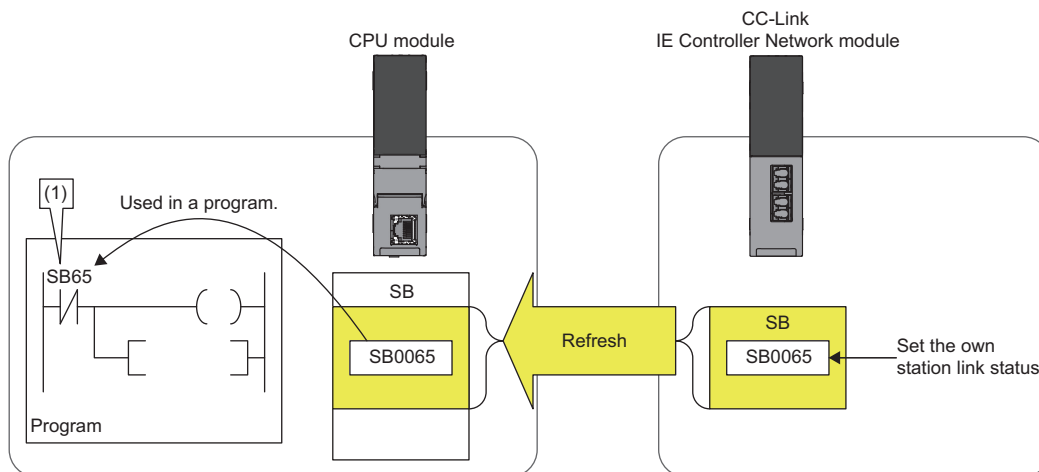 CC-Link
IE Controller Network module
CPU module
(1)
Used in a program.
SB65
SB
SB0065
Refresh
SB
SB0065
Set the own
station link status
Program